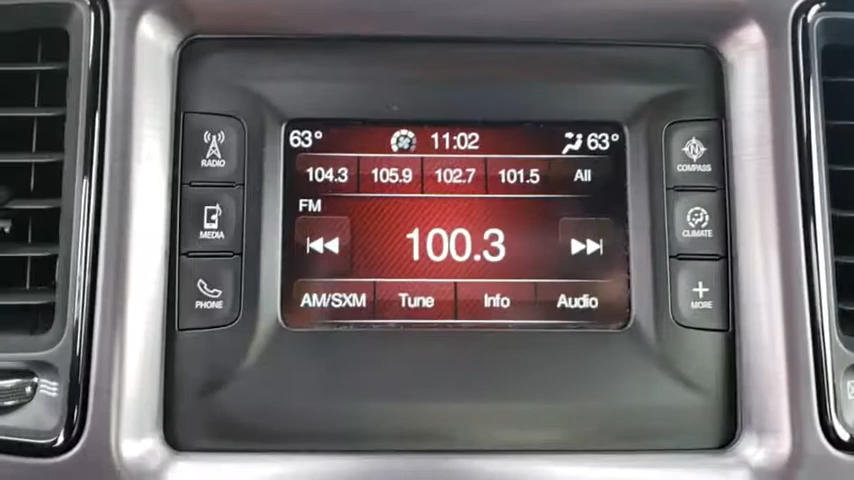 63° 11:02 63°
RADIO
104.3 105.9 102.7 101.5 All
N
COMPASS
FM
MEDIA
100.3
CLIMATE
AM/SXM Tune Info Audio
PHONE
MORE